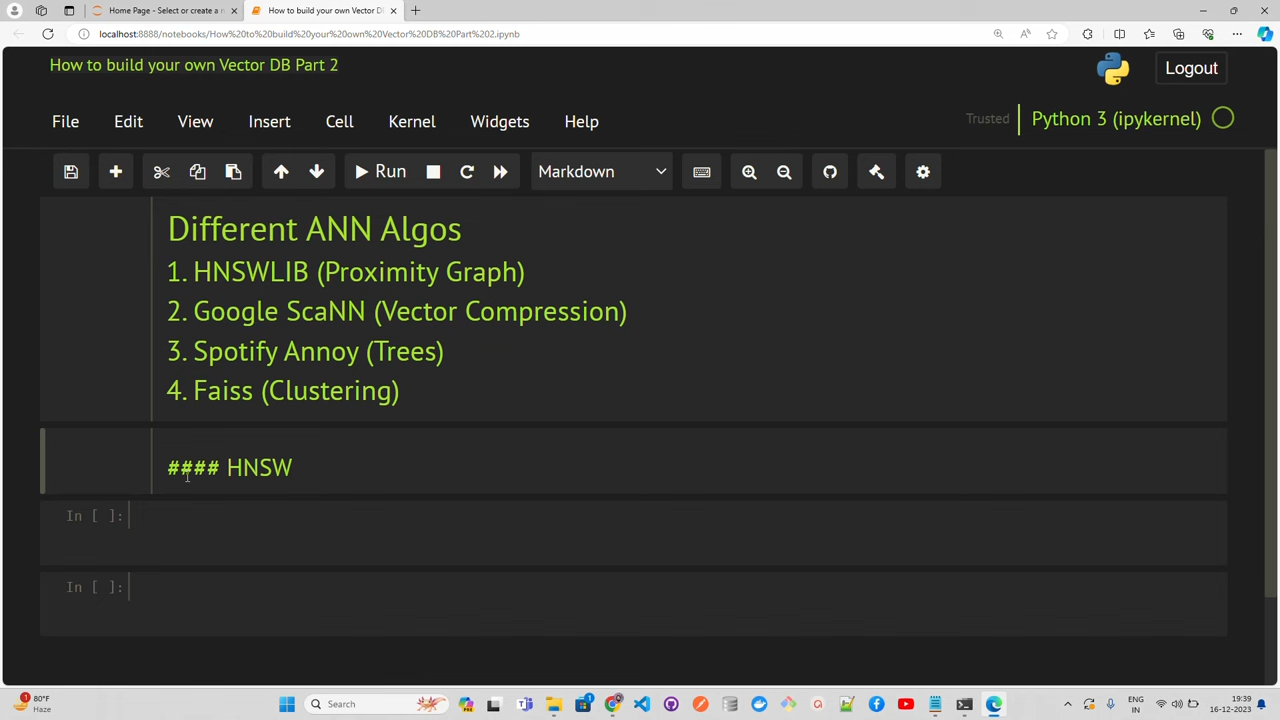 Home Page - Select or create a n
How to build your own Vector D
localhost:8888/notebooks/How%20to%20build%20your%20own%20Vector%20DB%20Part%202.ipynb
How to build your own Vector DB Part 2
Logout
File Edit View Insert Cell Kernel Widgets Help
Trusted
Python 3 (ipykernel)
Run
Markdown
Different ANN Algos
1. HNSWLIB (Proximity Graph)
2. Google ScaNN (Vector Compression)
3. Spotify Annoy (Trees)
4. Faiss (Clustering)
#### HNSW
In [ ]:
In [ ]:
1
80°F
Haze
Search
1
ENG
IN
19:39
16-12-2023